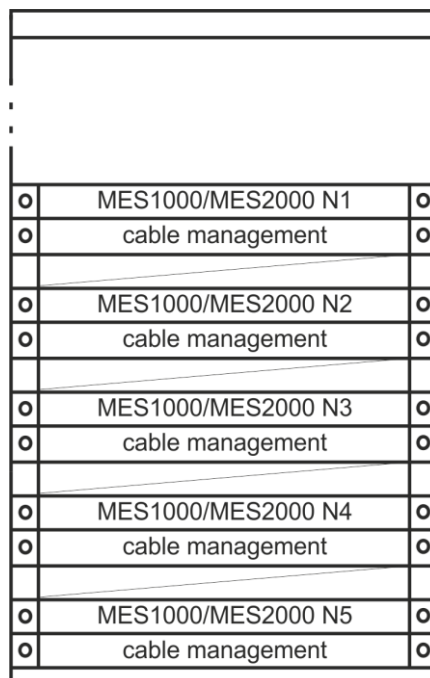 MES1000/MES2000 N1
cable management
MES1000/MES2000 N2
cable management
MES1000/MES2000 N3
cable management
MES1000/MES2000 N4
cable management
MES1000/MES2000 N5
cable management